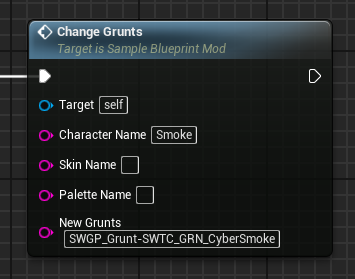 Change Grunts
Target is Sample Blueprint Mod
Target self
Character Name Smoke
Skin Name
Palette Name
New Grunts
SWGP_Grunt-SWTC_GRN_CyberSmoke